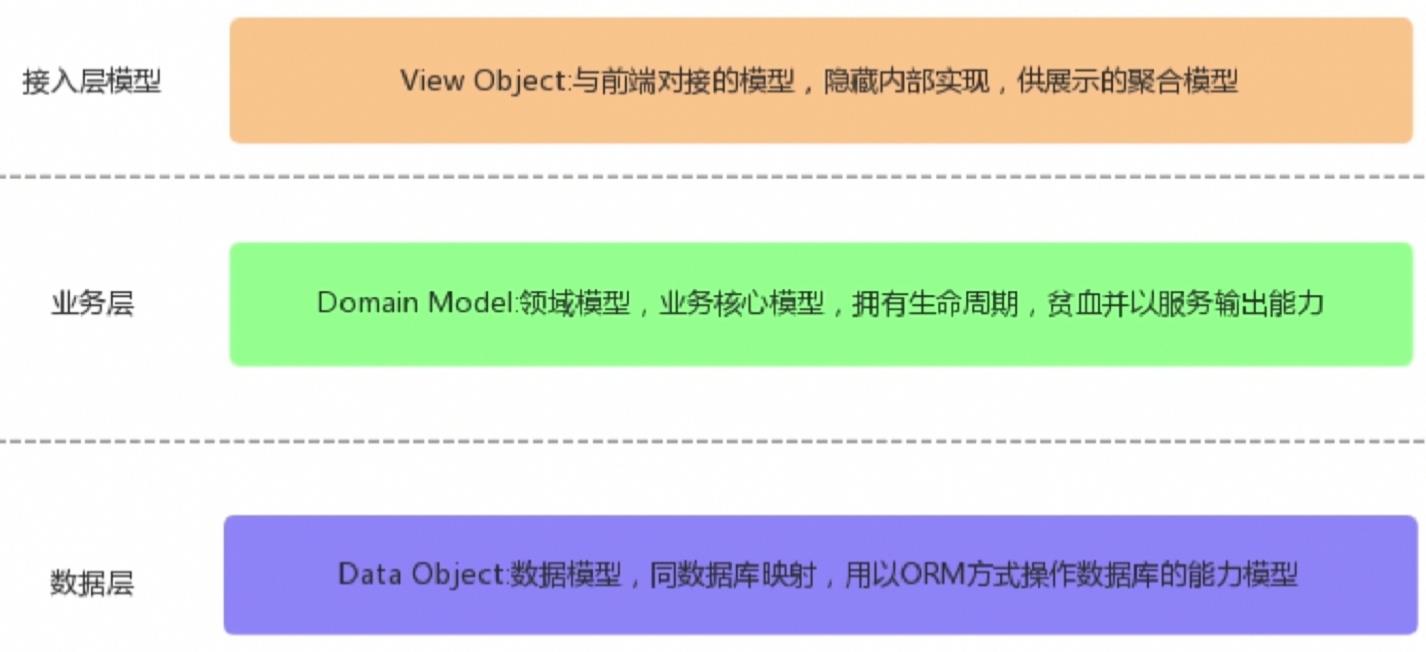 接入层模型
View Object:与前端对接的模型，隐藏内部实现，供展示的聚合模型
业务层
Domain Model:领域模型，业务核心模型，拥有生命周期，贫血并以服务输出能力
数据层
Data Object:数据模型，同数据库映射，用以ORM方式操作数据库的能力模型